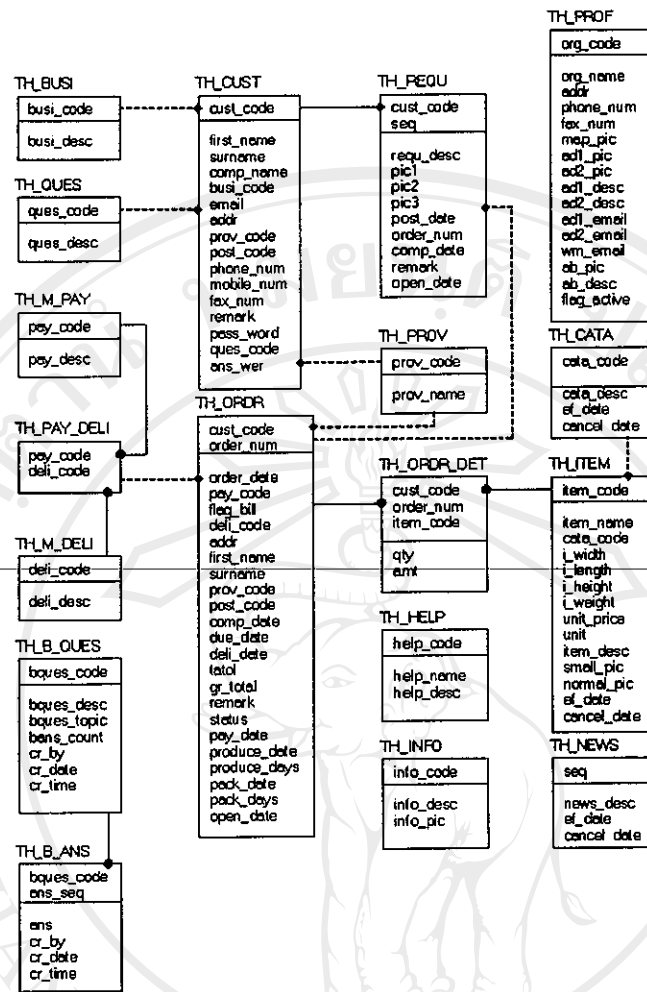 TH_BUSI
busi_code
busi_desc
TH_QUES
ques_code
ques_desc
TH_M_PAY
pay_code
pay_desc
TH_PAY_DELI
pay_code
deli_code
TH_M_DELI
deli_code
deli_desc
TH_B_QUES
bques_code
bques_desc
bques_topic
bans_count
cr_by
cr_date
cr_time
TH_B_ANS
bques_code
ans_seq
ans
cr_by
cr_date
cr_time
TH_CUST
cust_code
first_name
surname
comp_name
busi_code
email
addr
prov_code
post_code
phone_num
mobile_num
fax_num
remark
pass_word
ques_code
ans_wer
TH_ORDR
cust_code
order_num
order_date
pay_code
flag_bill
deli_code
addr
first_name
surname
prov_code
post_code
comp_date
due_date
deli_date
tatol
gr_total
remark
status
pay_date
produce_date
produce_days
pack_date
pack_days
open_date
TH_REQU
cust_code
seq
requ_desc
pic1
pic2
pic3
post_date
order_num
comp_date
remark
open_date
TH_PROV
prov_code
prov_name
TH_ORDR_DET
cust_code
order_num
item_code
qty
amt
TH_HELP
help_code
help_name
help_desc
TH_INFO
info_code
info_desc
info_pic
TH_PROF
org_code
org_name
addr
phone_num
fax_num
map_pic
ad1_pic
ad2_pic
ad1_desc
ad2_desc
ad1_email
ad2_email
wm_email
ab_pic
ab_desc
flag_active
TH_CATA
cata_code
cata_desc
ef_date
cancel_date
TH_ITEM
item_code
item_name
cata_code
i_width
i_length
i_height
i_weight
unit_price
unit
item_desc
small_pic
normal_pic
ef_date
cancel_date
TH_NEWS
seq
news_desc
ef_date
cancel_date